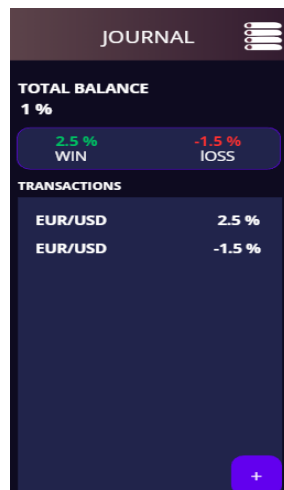 JOURNAL
TOTAL BALANCE
1 %
2.5 % -1.5 %
WIN lOSS
TRANSACTIONS
EUR/USD 2.5 %
EUR/USD -1.5 %
+